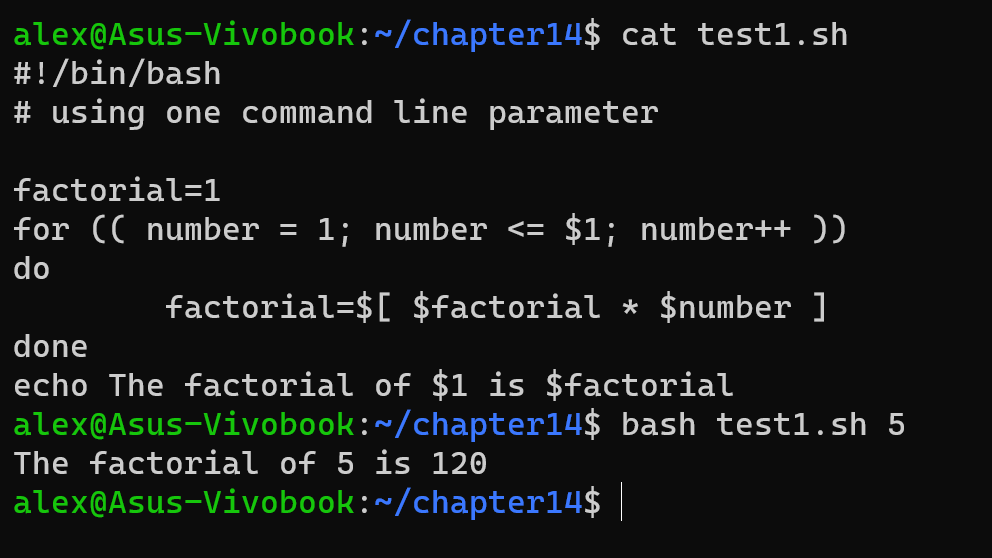 alex@Asus-Vivobook:~/chapter14$ cat test1.sh
#!/bin/bash
# using one command line parameter

factorial=1
for (( number = 1; number <= $1; number++ ))
do
        factorial=$[ $factorial * $number ]
done
echo The factorial of $1 is $factorial
alex@Asus-Vivobook:~/chapter14$ bash test1.sh 5
The factorial of 5 is 120
alex@Asus-Vivobook:~/chapter14$